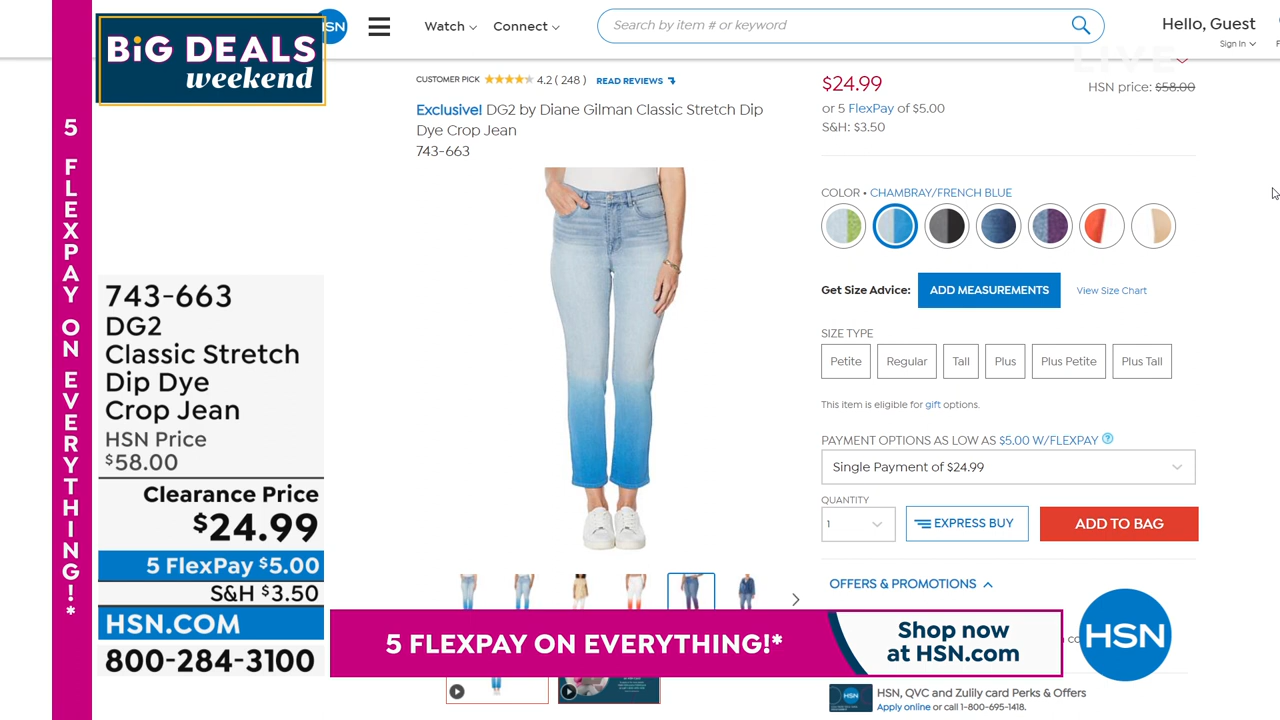 BiG DEALS
weekend
5 FLEXPAY ON EVERYTHING!*
743-663
DG2
Classic Stretch
Dip Dye
Crop Jean
HSN Price
$58.00
Clearance Price
$24.99
5 FlexPay $5.00
S&H $3.50
HSN.COM
800-284-3100
Watch
Connect
Search by item # or keyword
Hello, Guest
Sign In
LIVE
CUSTOMER PICK 4.2 ( 248 ) READ REVIEWS
Exclusive! DG2 by Diane Gilman Classic Stretch Dip
Dye Crop Jean
743-663
$24.99
HSN price: $58.00
or 5 FlexPay of $5.00
S&H: $3.50
COLOR • CHAMBRAY/FRENCH BLUE
Get Size Advice: ADD MEASUREMENTS View Size Chart
SIZE TYPE
Petite Regular Tall Plus Plus Petite Plus Tall
This item is eligible for gift options.
PAYMENT OPTIONS AS LOW AS $5.00 W/FLEXPAY ?
Single Payment of $24.99
QUANTITY
1 EXPRESS BUY ADD TO BAG
OFFERS & PROMOTIONS
5 FLEXPAY ON EVERYTHING!*
Shop now
at HSN.com
HSN
HSN, QVC and Zulily card Perks & Offers
Apply online or call 1-800-695-1418.